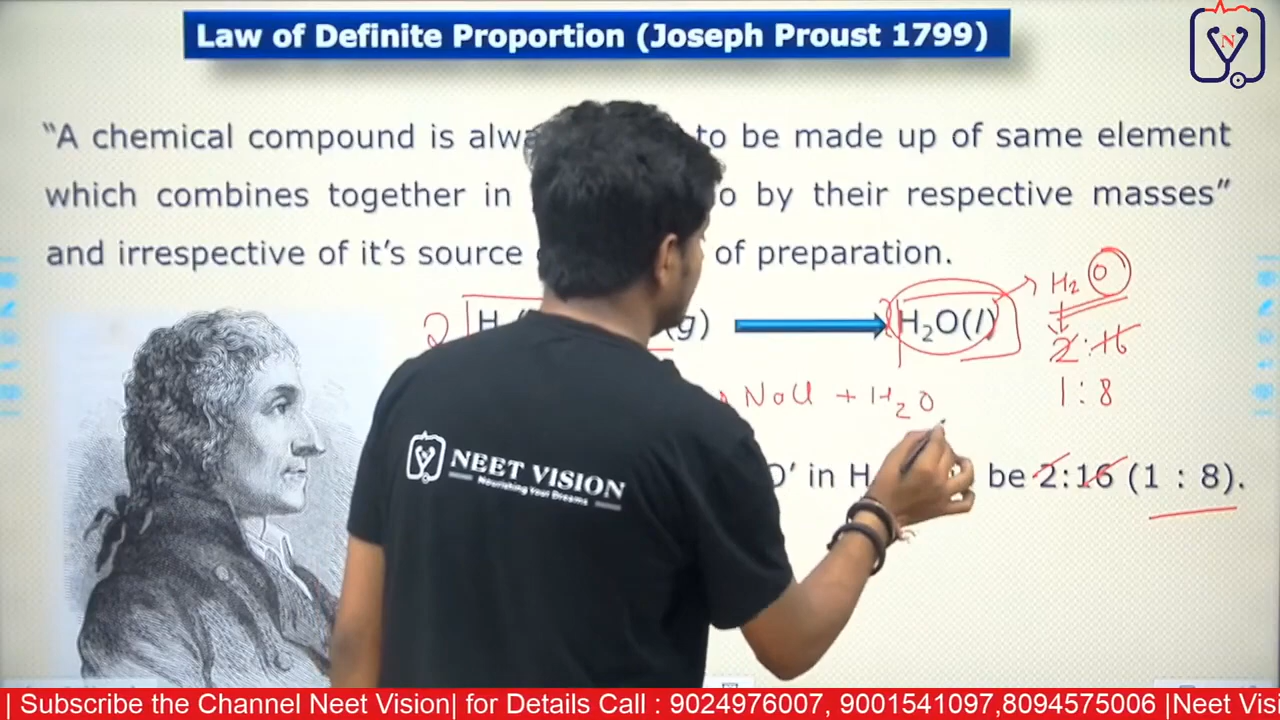 Law of Definite Proportion (Joseph Proust 1799)
N
"A chemical compound is to be made up of same element
which combines together in by their respective masses"
and irrespective of it's source of preparation.
H2 O
2 H (g) H2O(l)
2:16
1:8
NaCl + H2O
O' in H be 2:16 (1 : 8).
NEET VISION
Nourishing Your Dreams
| Subscribe the Channel Neet Vision| for Details Call : 9024976007, 9001541097,8094575006 |Neet Visi